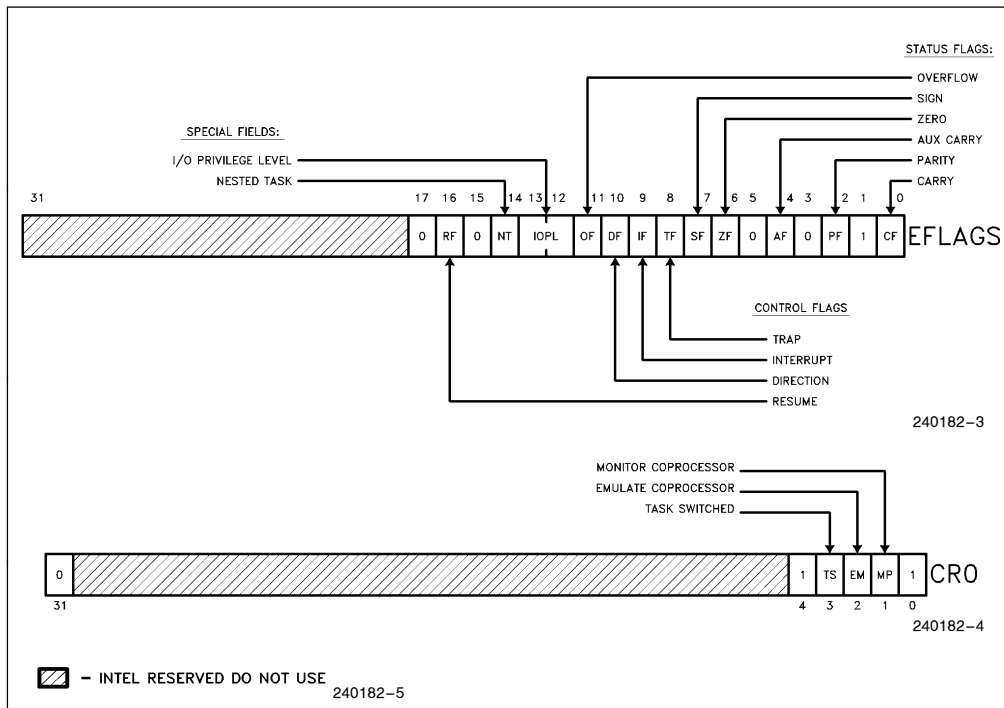 STATUS FLAGS:
OVERFLOW
SIGN
SPECIAL FIELDS:
ZERO
AUX CARRY
I/O PRIVILEGE LEVEL
PARITY
NESTED TASK
CARRY
31 17 16 15 14 13 12 11 10 9 8 7 6 5 4 3 2 1 0
0 RF 0 NT IOPL OF DF IF TF SF ZF 0 AF 0 PF 1 CF EFLAGS
CONTROL FLAGS
TRAP
INTERRUPT
DIRECTION
RESUME
240182-3
MONITOR COPROCESSOR
EMULATE COPROCESSOR
TASK SWITCHED
0 1 TS EM MP 1 CR0
31 4 3 2 1 0
240182-4
- INTEL RESERVED DO NOT USE
240182-5